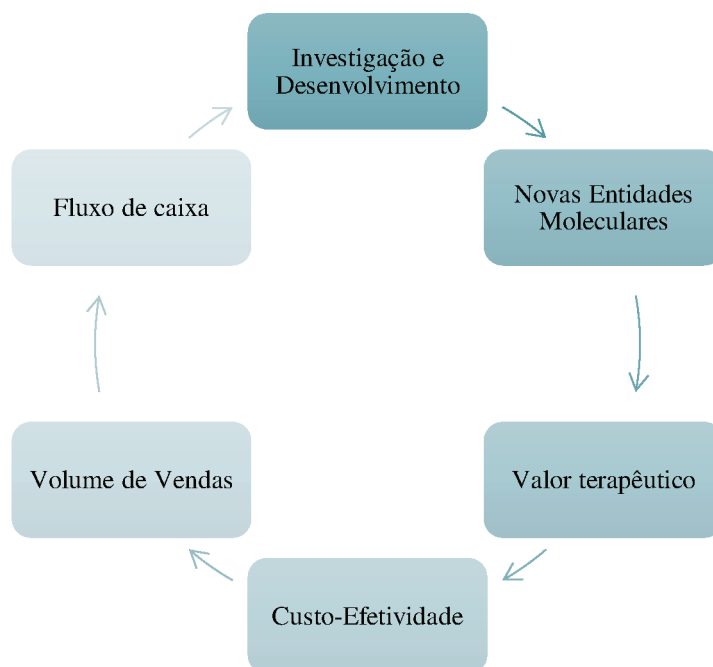 Investigação e
Desenvolvimento
Novas Entidades
Moleculares
Valor terapêutico
Custo-Efetividade
Volume de Vendas
Fluxo de caixa